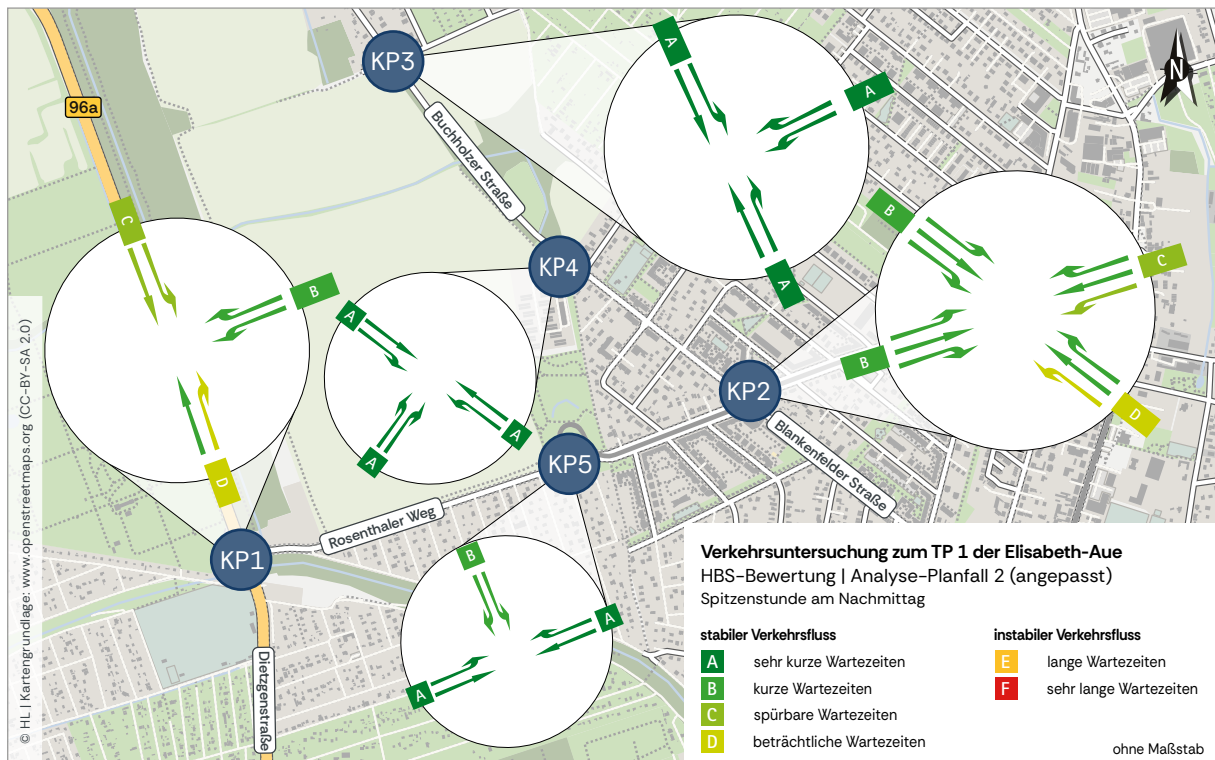 KP3
A
A
N
96a
Buchholzer Straße
C
B
A
B
C
KP4
A
B
KP2
D
A
A
D
KP5
Blankenfelder Straße
Rosenthaler Weg
KP1
B
A
A
Dietzgenstraße
© HL | Kartengrundlage: www.openstreetmaps.org (CC-BY-SA 2.0)
Verkehrsuntersuchung zum TP 1 der Elisabeth-Aue
HBS-Bewertung | Analyse-Planfall 2 (angepasst)
Spitzenstunde am Nachmittag
stabiler Verkehrsfluss
A sehr kurze Wartezeiten
B kurze Wartezeiten
C spürbare Wartezeiten
D beträchtliche Wartezeiten
instabiler Verkehrsfluss
E lange Wartezeiten
F sehr lange Wartezeiten
ohne Maßstab